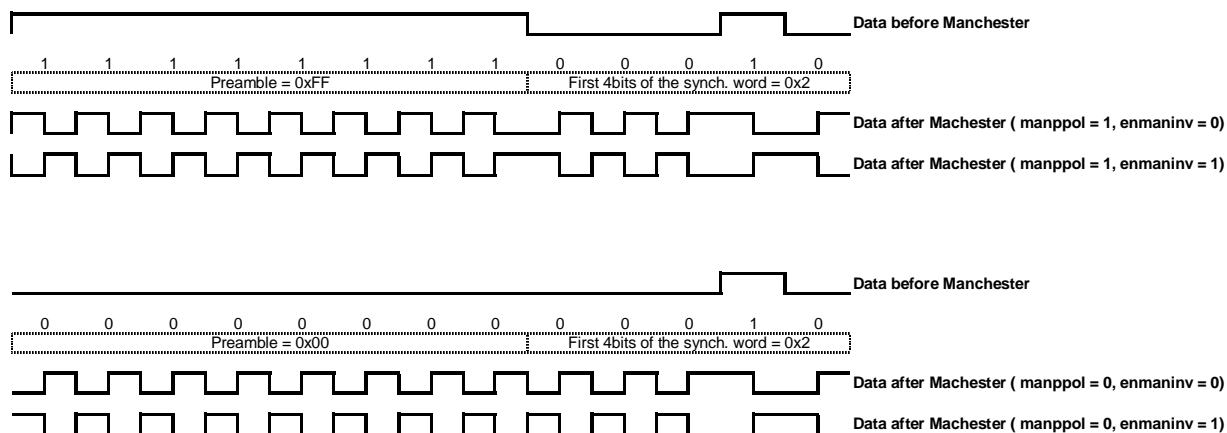 Data before Manchester
1 1 1 1 1 1 1 1 0 0 0 1 0
Preamble = 0xFF First 4bits of the synch. word = 0x2
Data after Machester ( manppol = 1, enmaninv = 0)
Data after Machester ( manppol = 1, enmaninv = 1)
Data before Manchester
0 0 0 0 0 0 0 0 0 0 0 1 0
Preamble = 0x00 First 4bits of the synch. word = 0x2
Data after Machester ( manppol = 0, enmaninv = 0)
Data after Machester ( manppol = 0, enmaninv = 1)